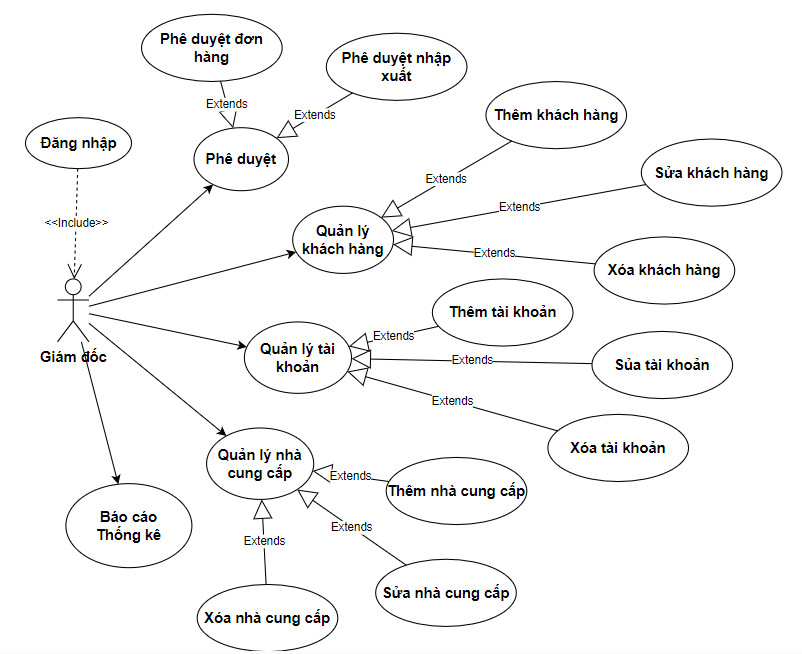 Phê duyệt đơn
hàng
Phê duyệt nhập
xuất
Extends
Extends
Thêm khách hàng
Đăng nhập
Phê duyệt
Sửa khách hàng
Extends
Extends
<<Include>>
Quản lý
khách hàng
Extends
Xóa khách hàng
Thêm tài khoản
Extends
Giám đốc
Quản lý tài
khoản
Extends
Sủa tài khoản
Extends
Xóa tài khoản
Quản lý nhà
cung cấp
Extends
Thêm nhà cung cấp
Báo cáo
Thống kê
Extends
Extends
Sửa nhà cung cấp
Xóa nhà cung cấp